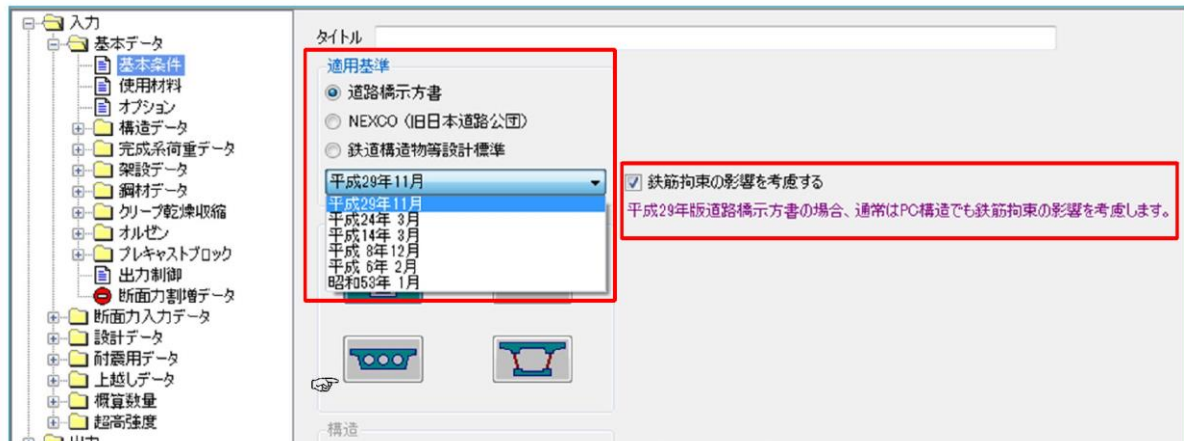 入力
基本データ
基本条件
使用材料
オプション
構造データ
完成系荷重データ
架設データ
鋼材データ
クリープ乾燥収縮
オルゼン
プレキャストブロック
出力制御
断面力割増データ
断面力入力データ
設計データ
耐震用データ
上越しデータ
概算数量
超高強度
出力
タイトル
適用基準
道路橋示方書
NEXCO（旧日本道路公団）
鉄道構造物等設計標準
平成29年11月
平成29年11月
平成24年 3月
平成14年 3月
平成 8年12月
平成 6年 2月
昭和53年 1月
構造
鉄筋拘束の影響を考慮する
平成29年版道路橋示方書の場合、通常はPC構造でも鉄筋拘束の影響を考慮します。